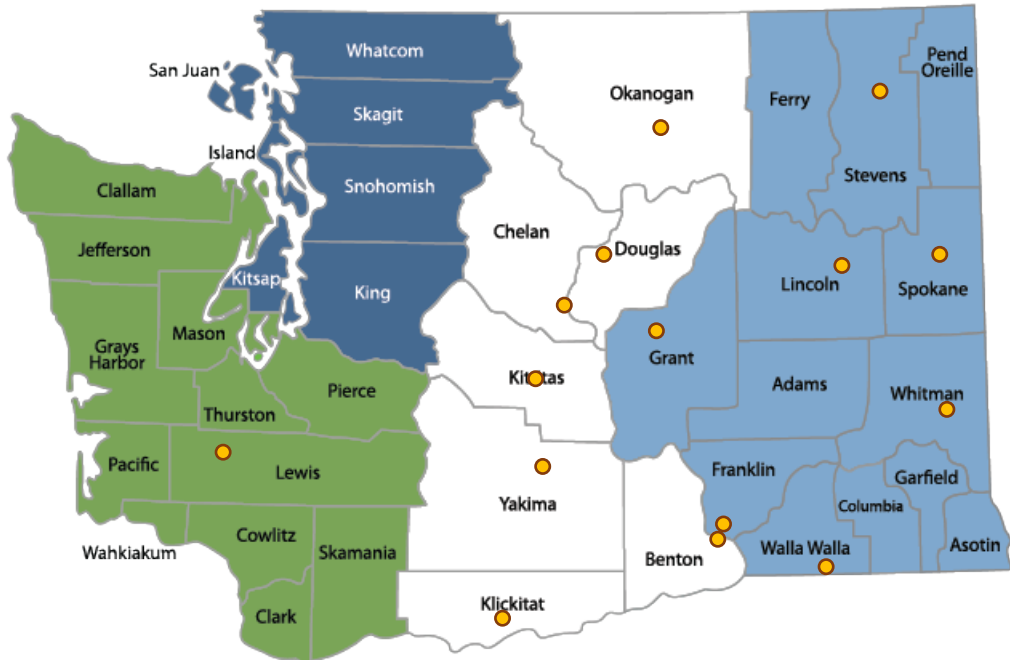 Whatcom
San Juan
Pend
Oreille
Okanogan
Ferry
Skagit
Island
Stevens
Clallam
Snohomish
Chelan
Douglas
Jefferson
Kitsap
King
Lincoln
Spokane
Mason
Grays
Harbor
Grant
Kittitas
Adams
Pierce
Whitman
Thurston
Pacific
Lewis
Franklin
Garfield
Yakima
Columbia
Cowlitz
Wahkiakum
Skamania
Benton
Walla Walla
Asotin
Klickitat
Clark